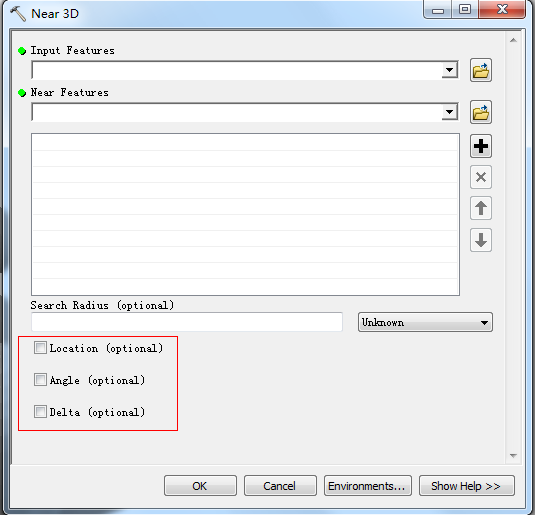 Near 3D
Input Features
Near Features
Search Radius (optional)
Unknown
Location (optional)
Angle (optional)
Delta (optional)
OK
Cancel
Environments...
Show Help >>